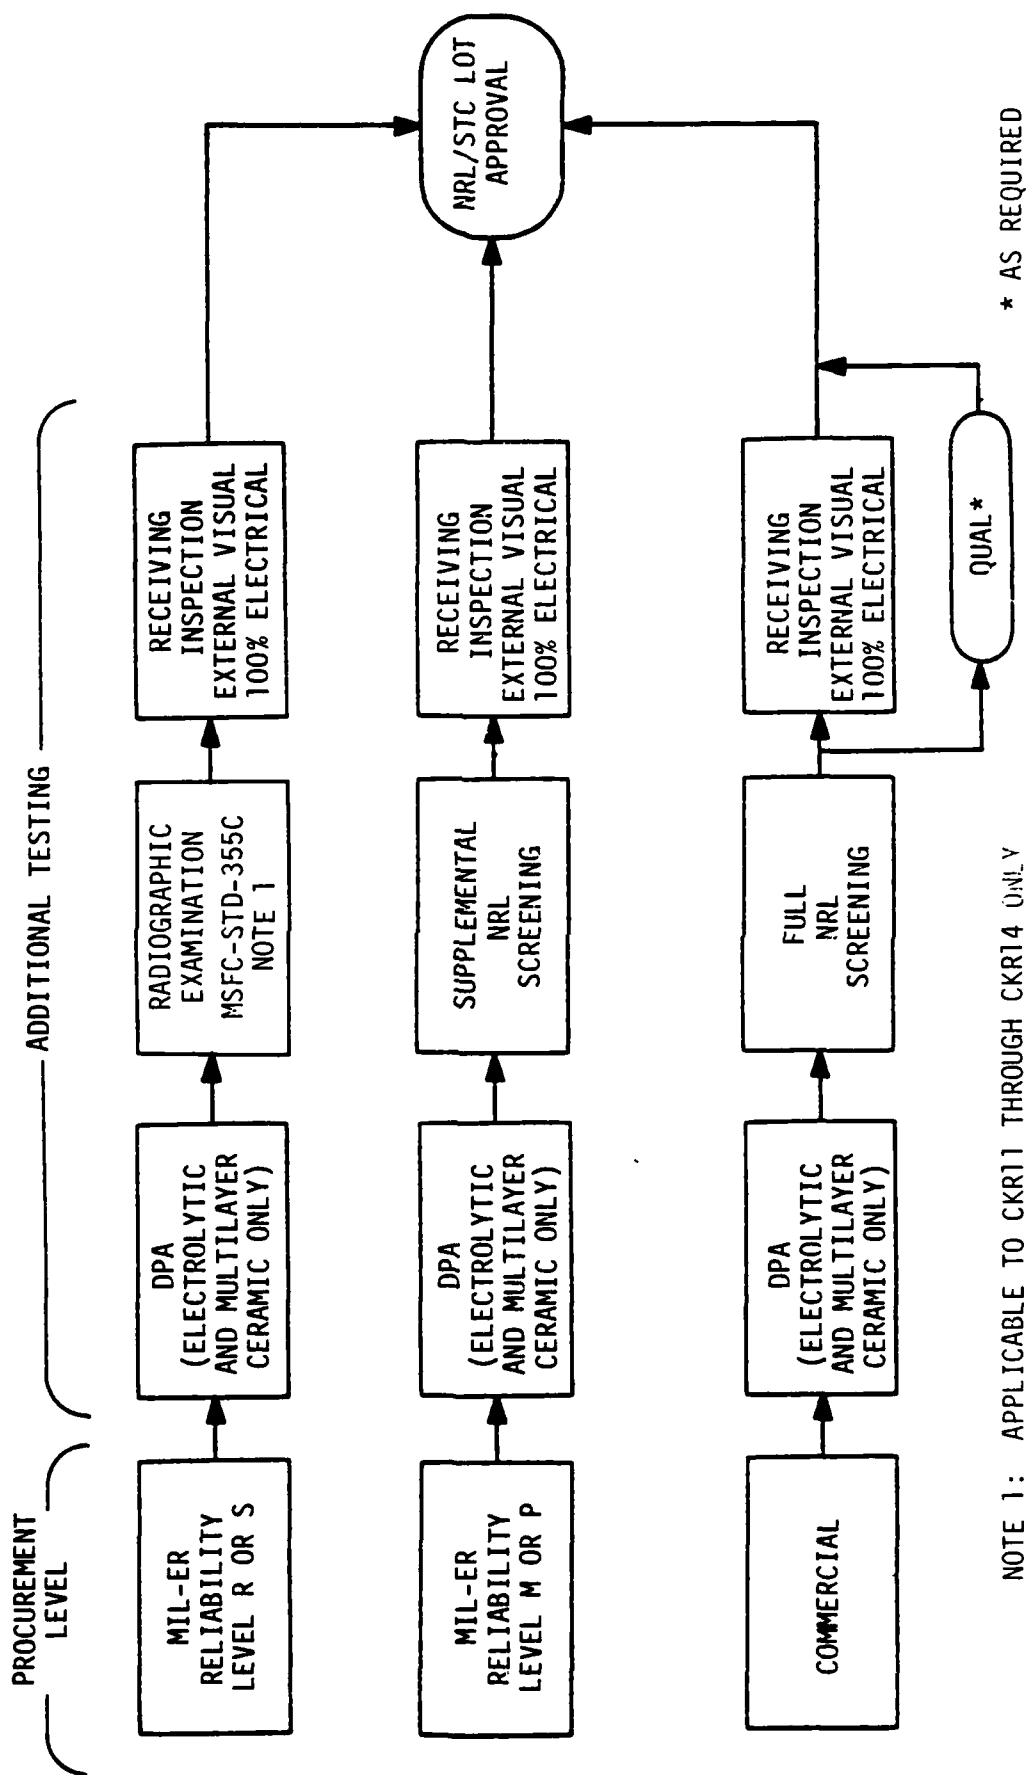 PROCUREMENT
LEVEL
ADDITIONAL TESTING
MIL-ER
RELIABILITY
LEVEL R OR S
DPA
(ELECTROLYTIC
AND MULTILAYER
CERAMIC ONLY)
RADIOGRAPHIC
EXAMINATION
MSFC-STD-355C
NOTE 1
RECEIVING
INSPECTION
EXTERNAL VISUAL
100% ELECTRICAL
MIL-ER
RELIABILITY
LEVEL M OR P
DPA
(ELECTROLYTIC
AND MULTILAYER
CERAMIC ONLY)
SUPPLEMENTAL
NRL
SCREENING
RECEIVING
INSPECTION
EXTERNAL VISUAL
100% ELECTRICAL
NRL/STC LOT
APPROVAL
COMMERCIAL
DPA
(ELECTROLYTIC
AND MULTILAYER
CERAMIC ONLY)
FULL
NRL
SCREENING
RECEIVING
INSPECTION
EXTERNAL VISUAL
100% ELECTRICAL
QUAL*
NOTE 1: APPLICABLE TO CKR11 THROUGH CKR14 ONLY
* AS REQUIRED